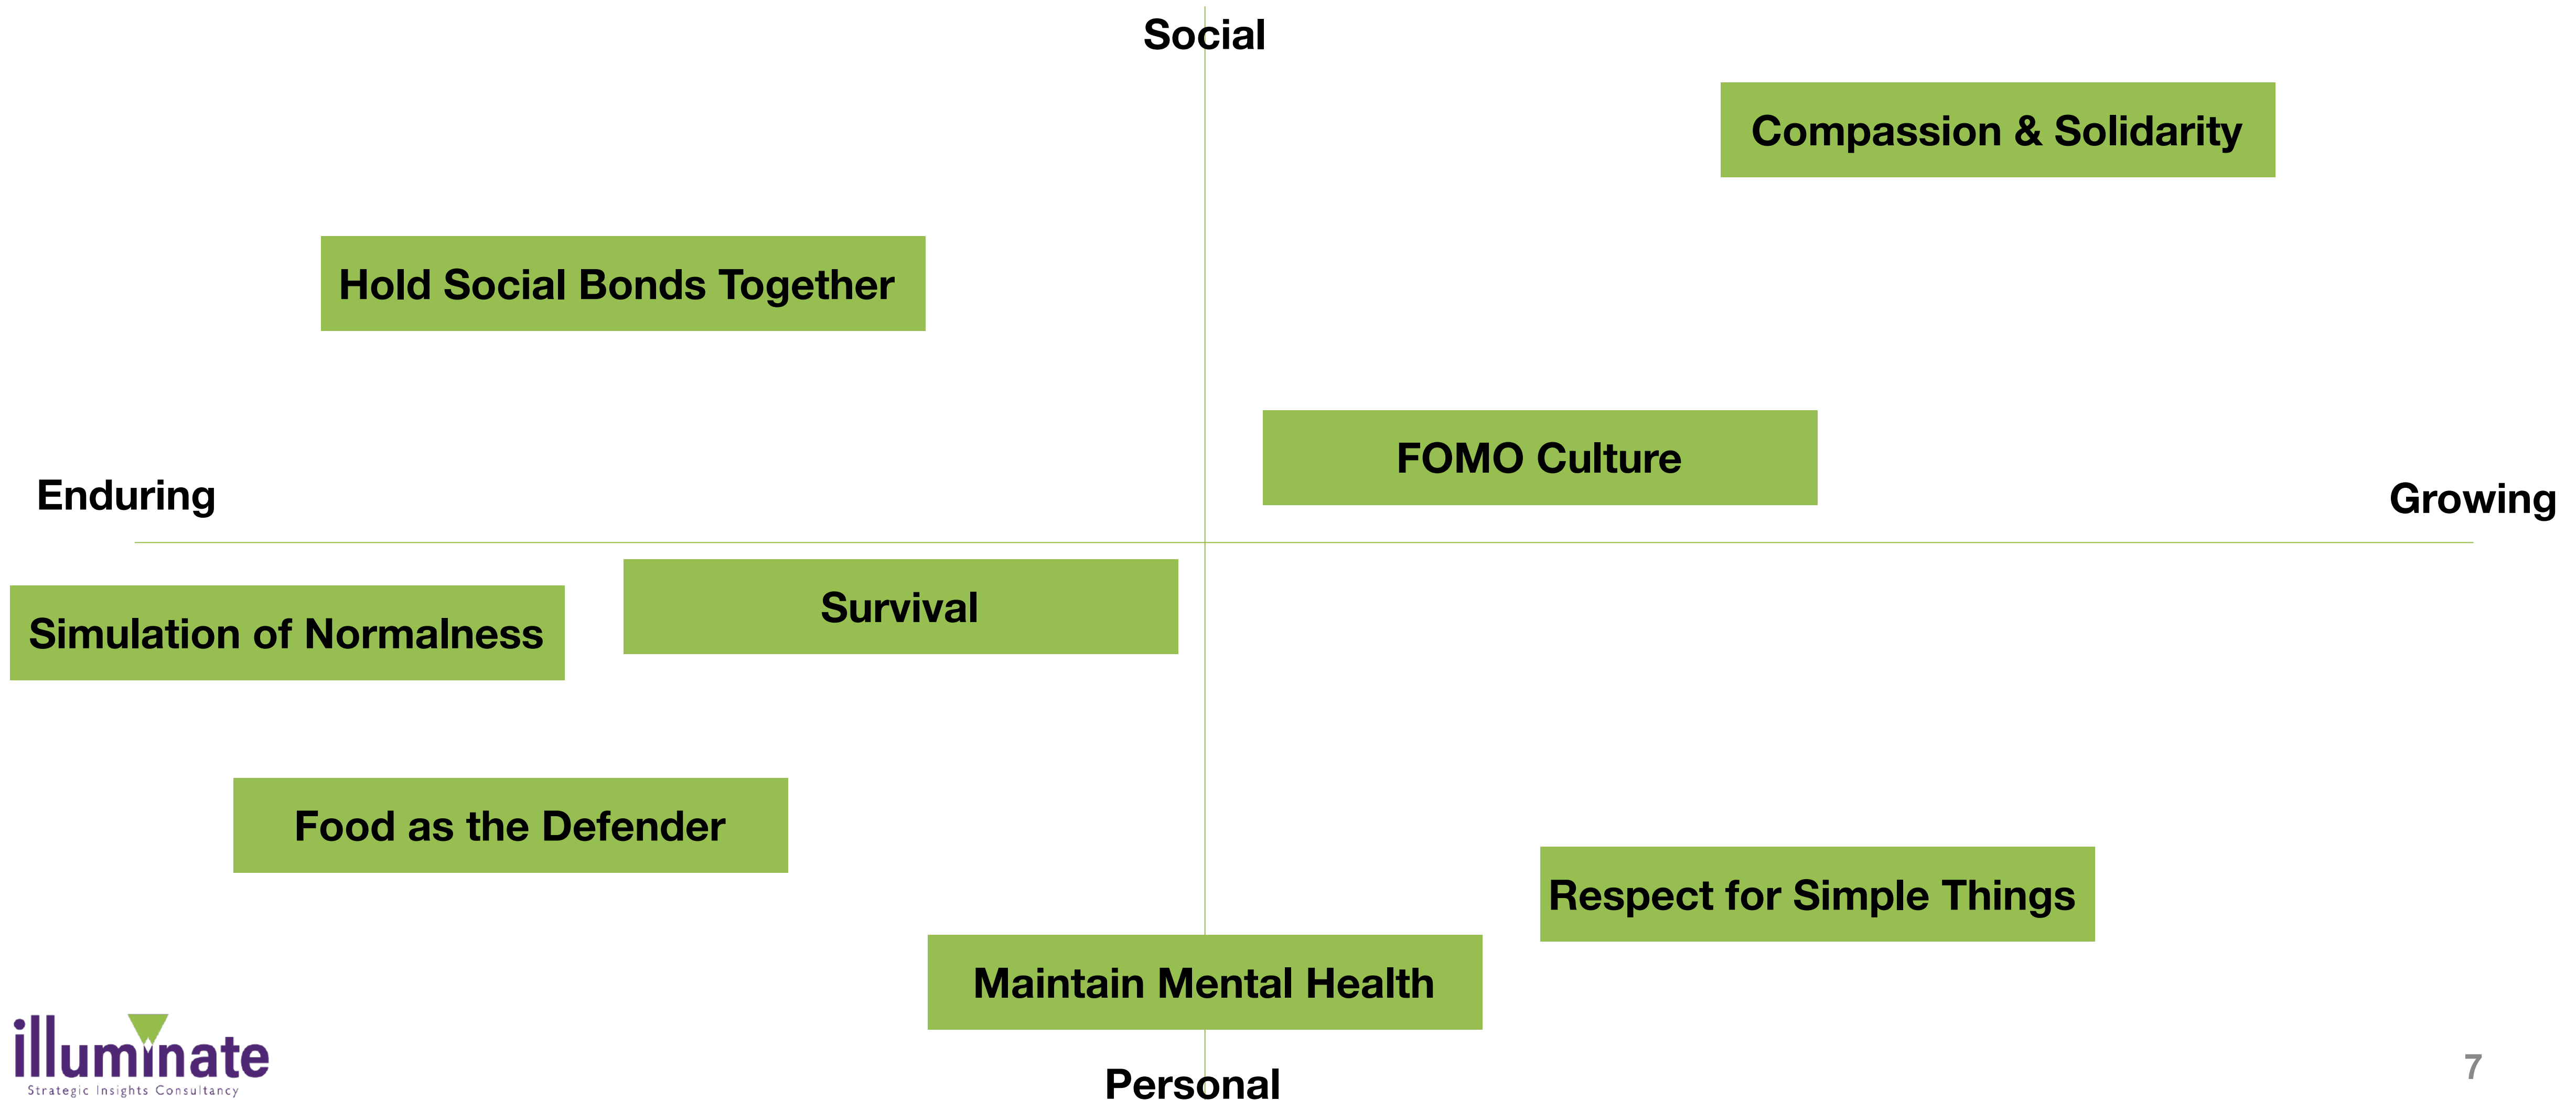 Social
Compassion & Solidarity
Hold Social Bonds Together
FOMO Culture
Enduring
Growing
Survival
Simulation of Normalness
Food as the Defender
Respect for Simple Things
Maintain Mental Health
illuminate
Strategic Insights Consultancy
Personal
7